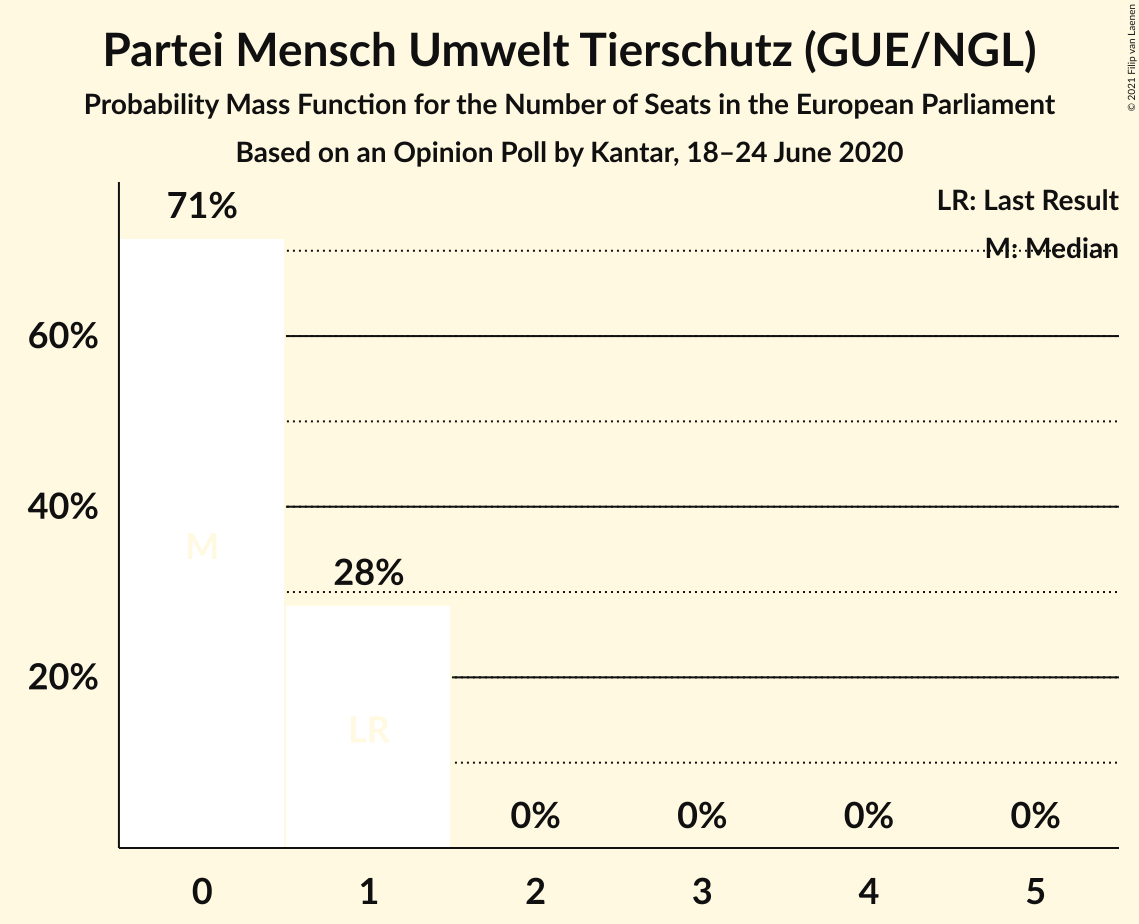 Partei Mensch Umwelt Tierschutz (GUE/NGL)
Probability Mass Function for the Number of Seats in the European Parliament
Based on an Opinion Poll by Kantar, 18–24 June 2020
© 2021 Filip van Laenen
LR: Last Result
M: Median
71%
60%
40%
20%
M
28%
LR
0% 0% 0% 0%
0 1 2 3 4 5